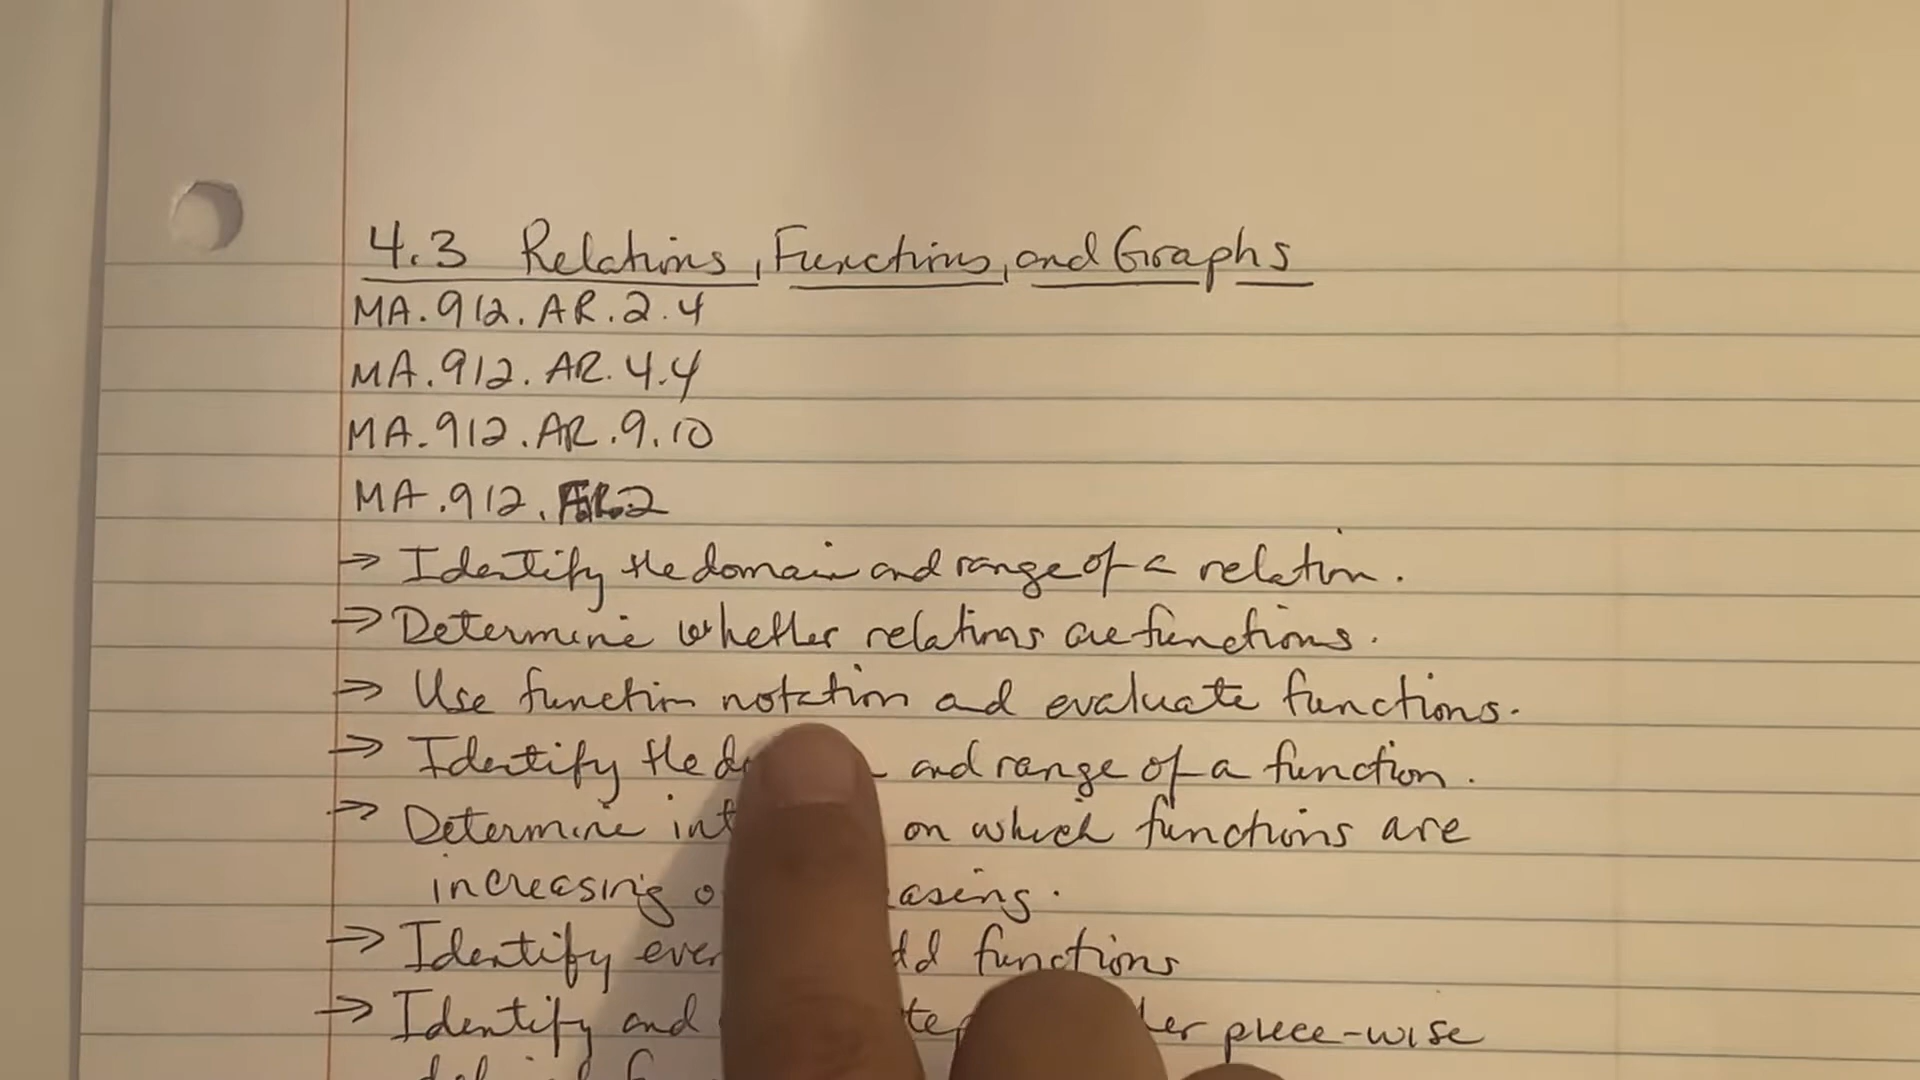 4.3 Relations, Functions, and Graphs
MA.912.AR.2.4
MA.912.AR.4.4
MA.912.AR.9.10
MA.912.
→ Identify the domain and range of a relation.
→ Determine whether relations are functions.
→ Use function notation and evaluate functions.
→ Identify the and range of a function.
→ Determine on which functions are
increasing
→ Identify functions
→ Identify and piece-wise